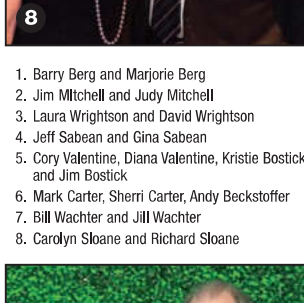 8
1. Barry Berg and Marjorie Berg
2. Jim MItchell and Judy Mitchell
3. Laura Wrightson and David Wrightson
4. Jeff Sabean and Gina Sabean
5. Cory Valentine, Diana Valentine, Kristie Bostick
and Jim Bostick
6. Mark Carter, Sherri Carter, Andy Beckstoffer
7. Bill Wachter and Jill Wachter
8. Carolyn Sloane and Richard Sloane